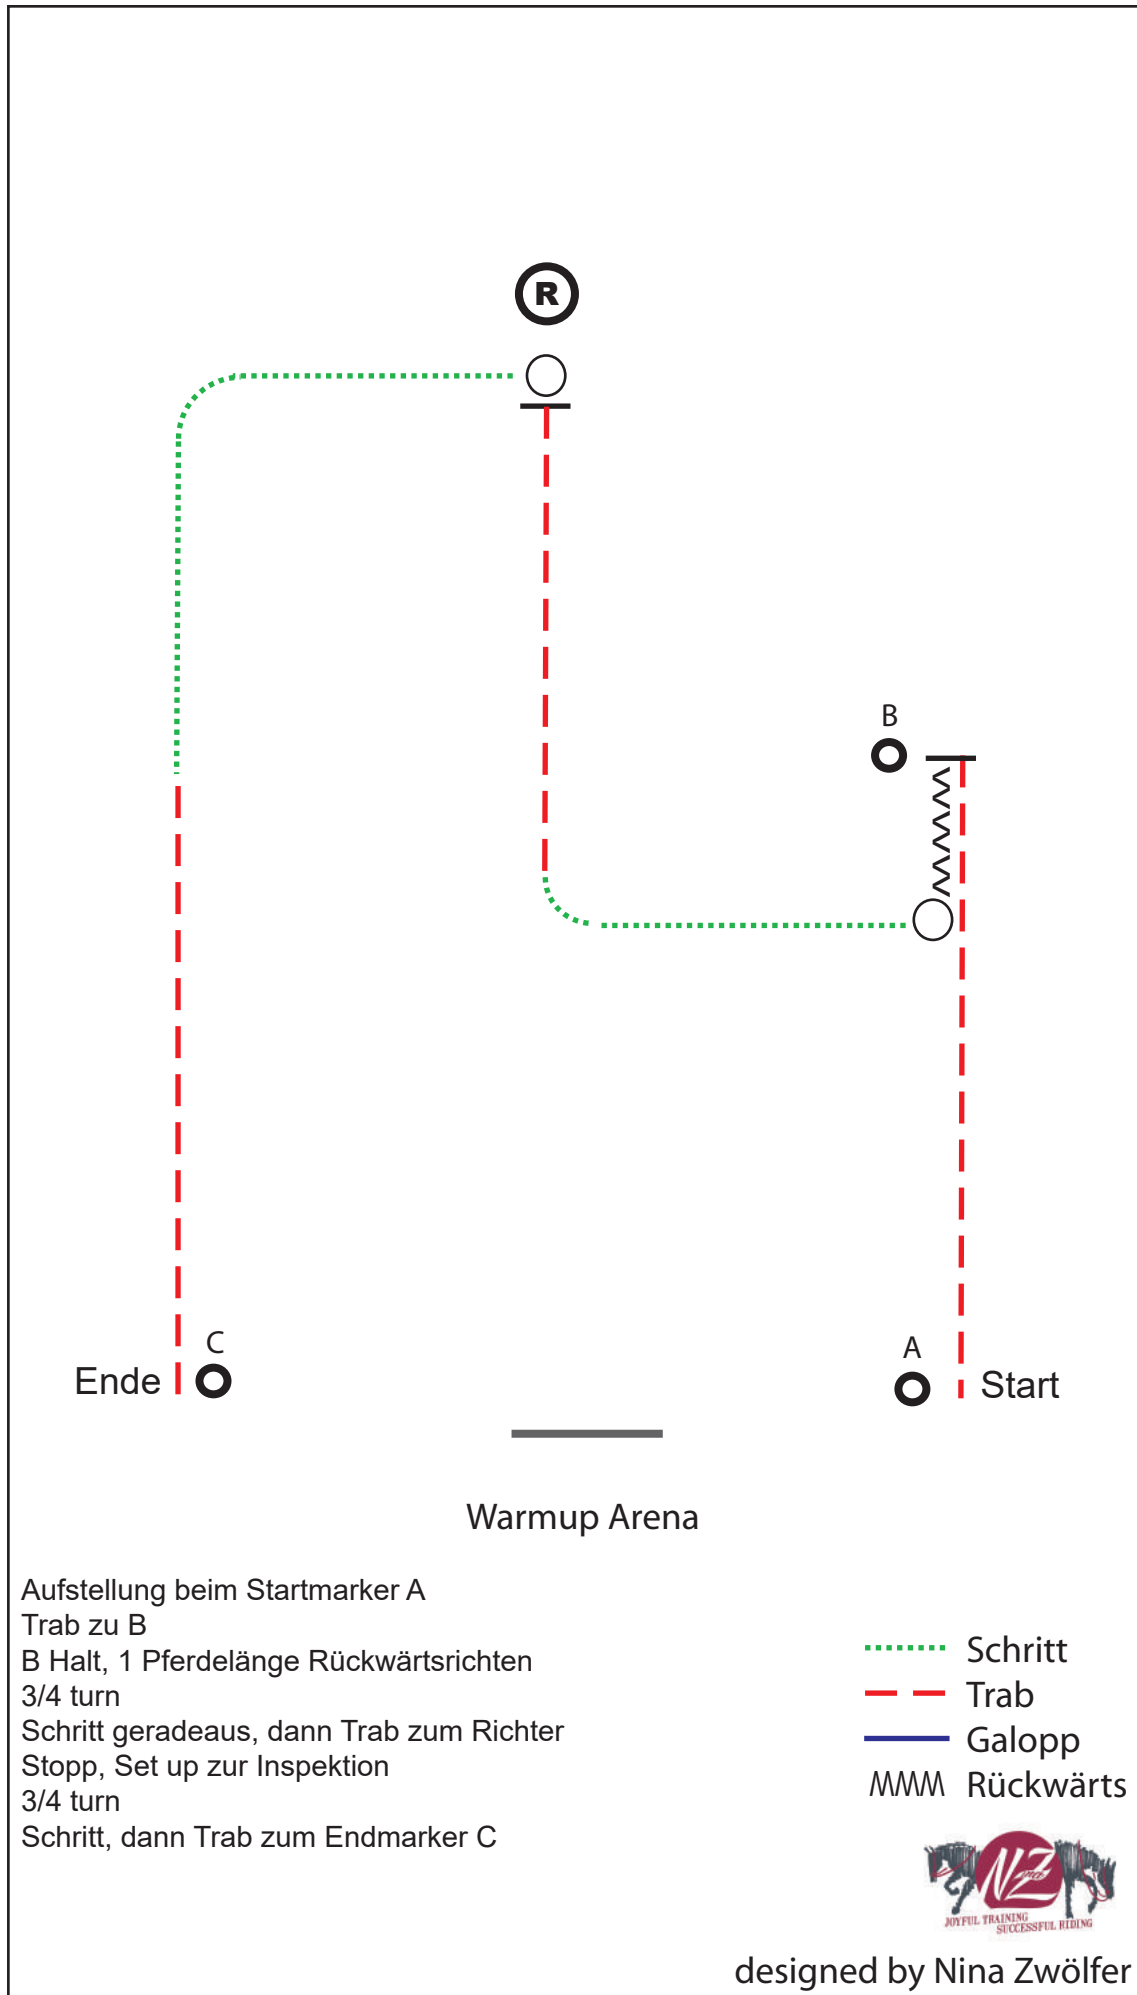 R
B
C
A
Ende
Start
Warmup Arena
Aufstellung beim Startmarker A
Trab zu B
B Halt, 1 Pferdelänge Rückwärtsrichten
3/4 turn
Schritt geradeaus, dann Trab zum Richter
Stopp, Set up zur Inspektion
3/4 turn
Schritt, dann Trab zum Endmarker C
Schritt
Trab
Galopp
Rückwärts
NZ
JOYFUL TRAINING
SUCCESSFUL RIDING
designed by Nina Zwölfer